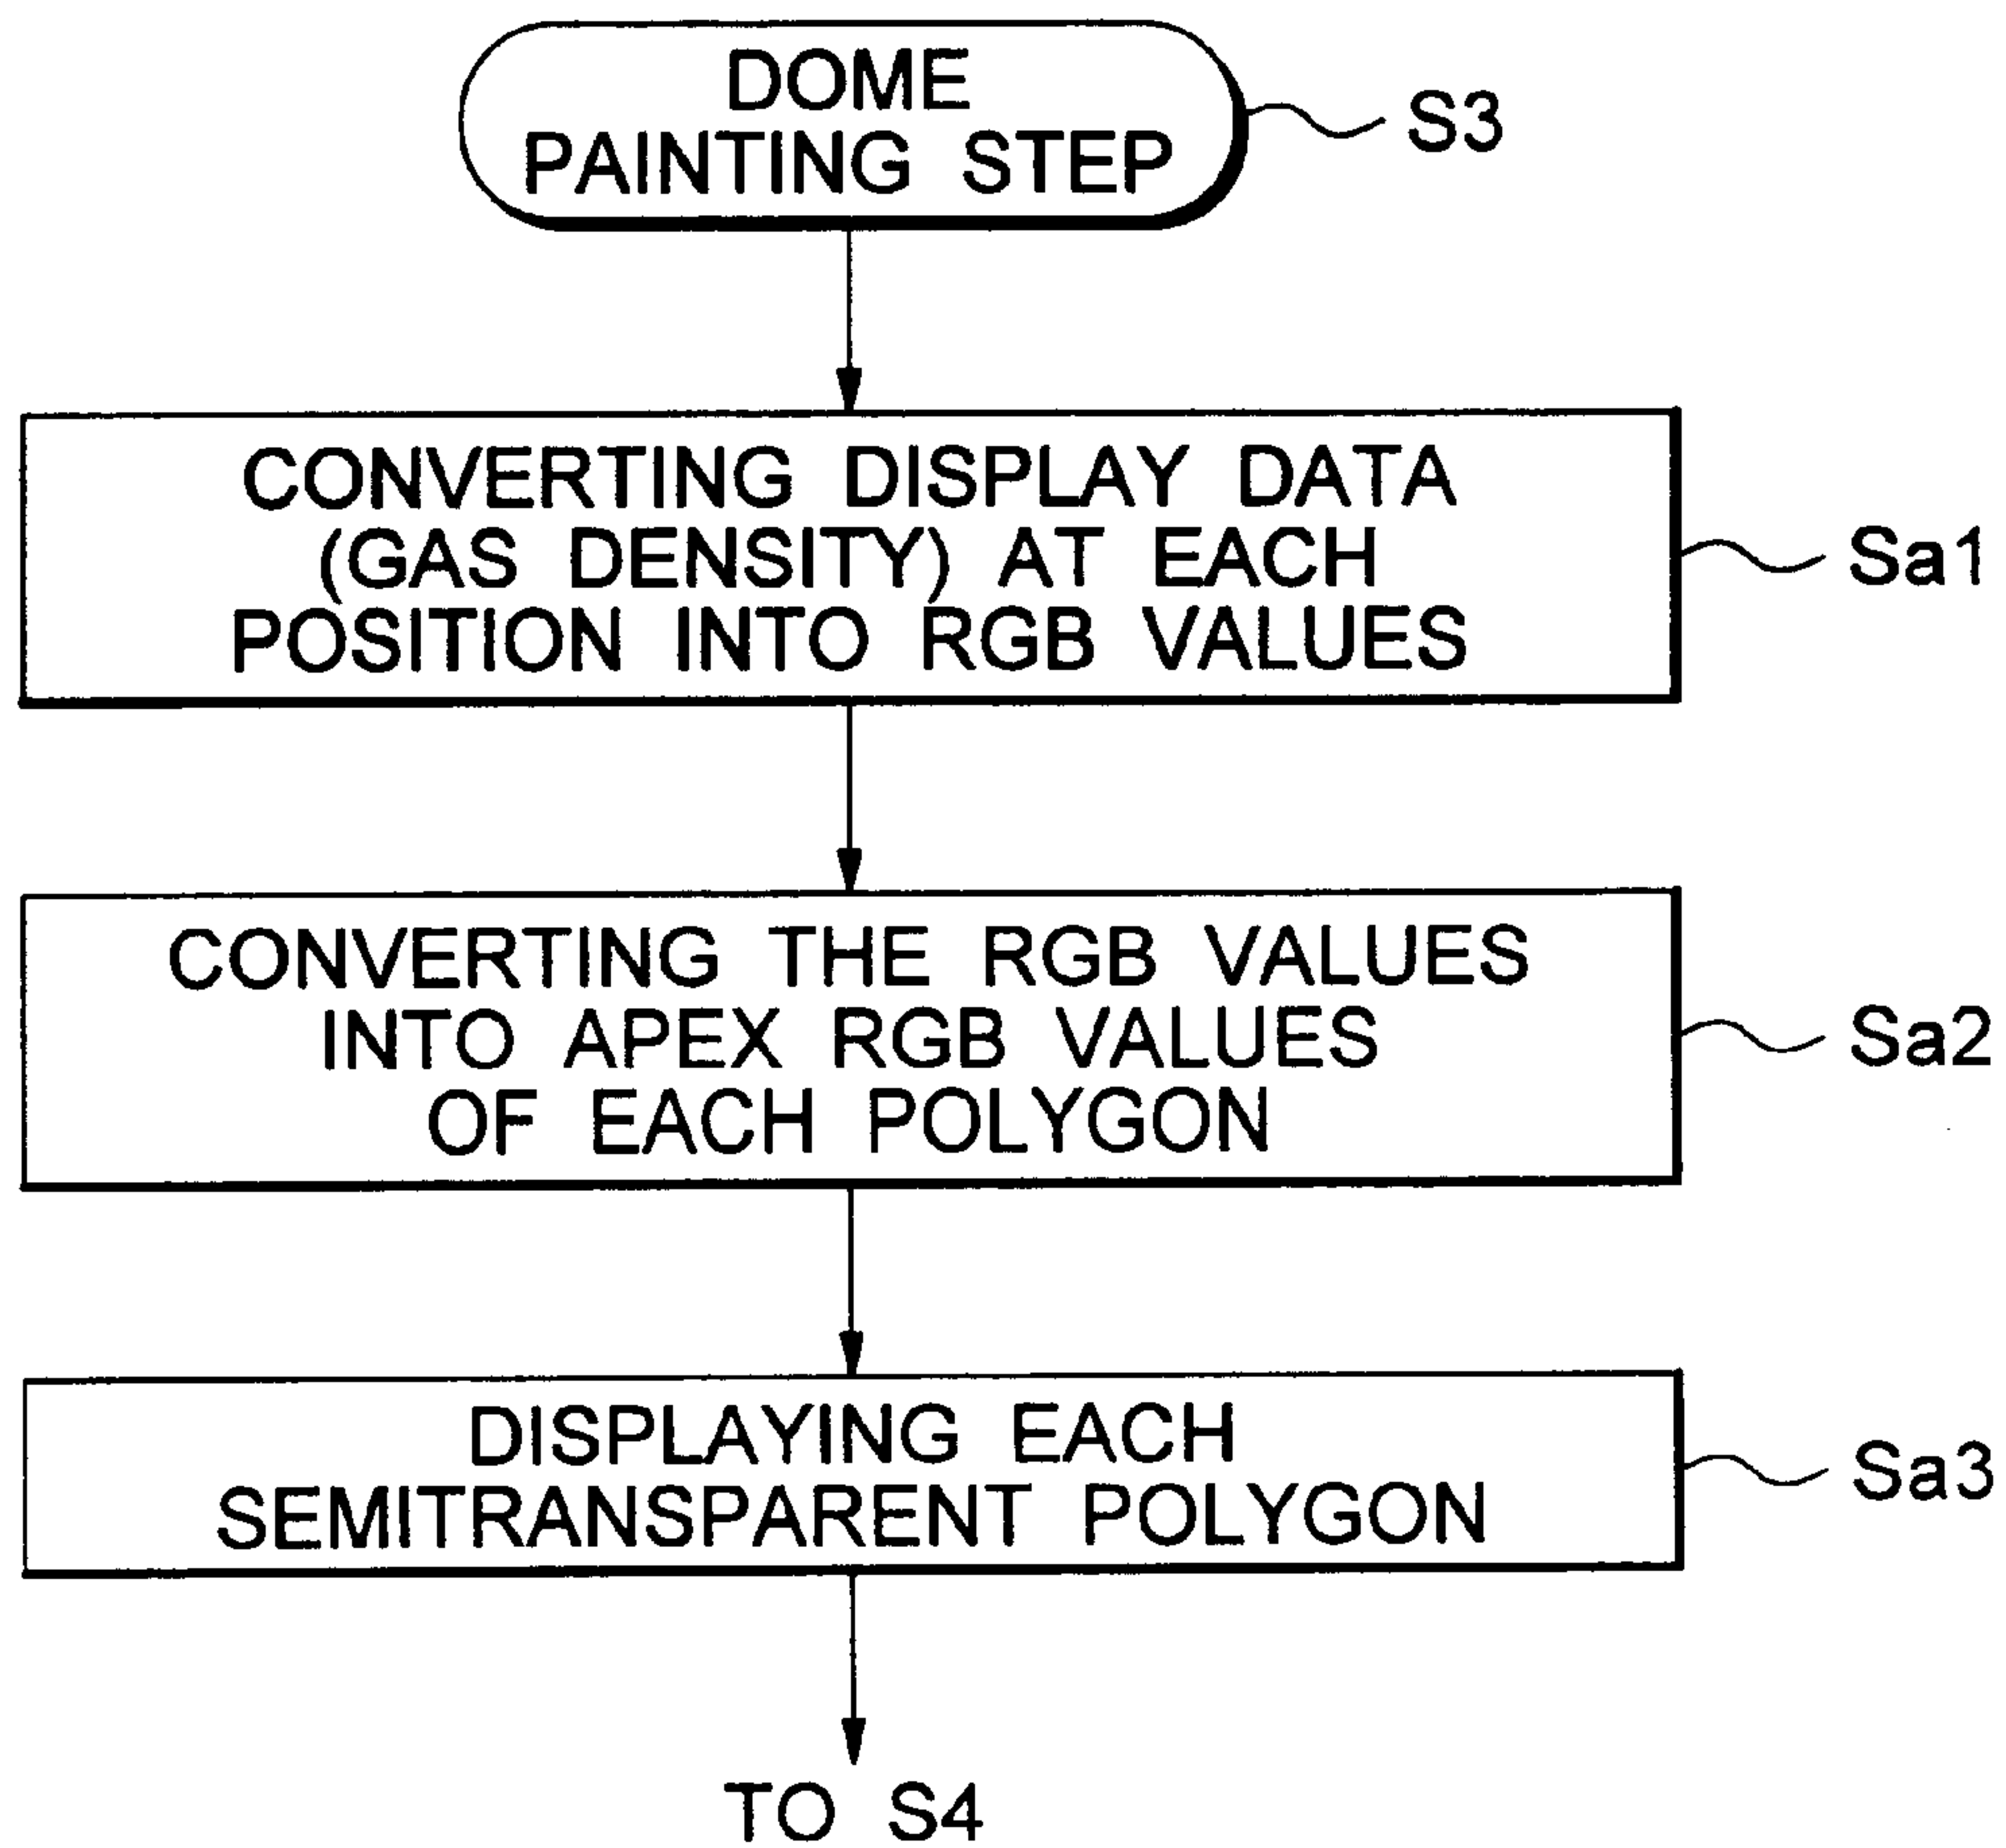 DOME
PAINTING STEP
S3
CONVERTING DISPLAY DATA
(GAS DENSITY) AT EACH
POSITION INTO RGB VALUES
Sa1
CONVERTING THE RGB VALUES
INTO APEX RGB VALUES
OF EACH POLYGON
Sa2
DISPLAYING EACH
SEMITRANSPARENT POLYGON
Sa3
TO S4